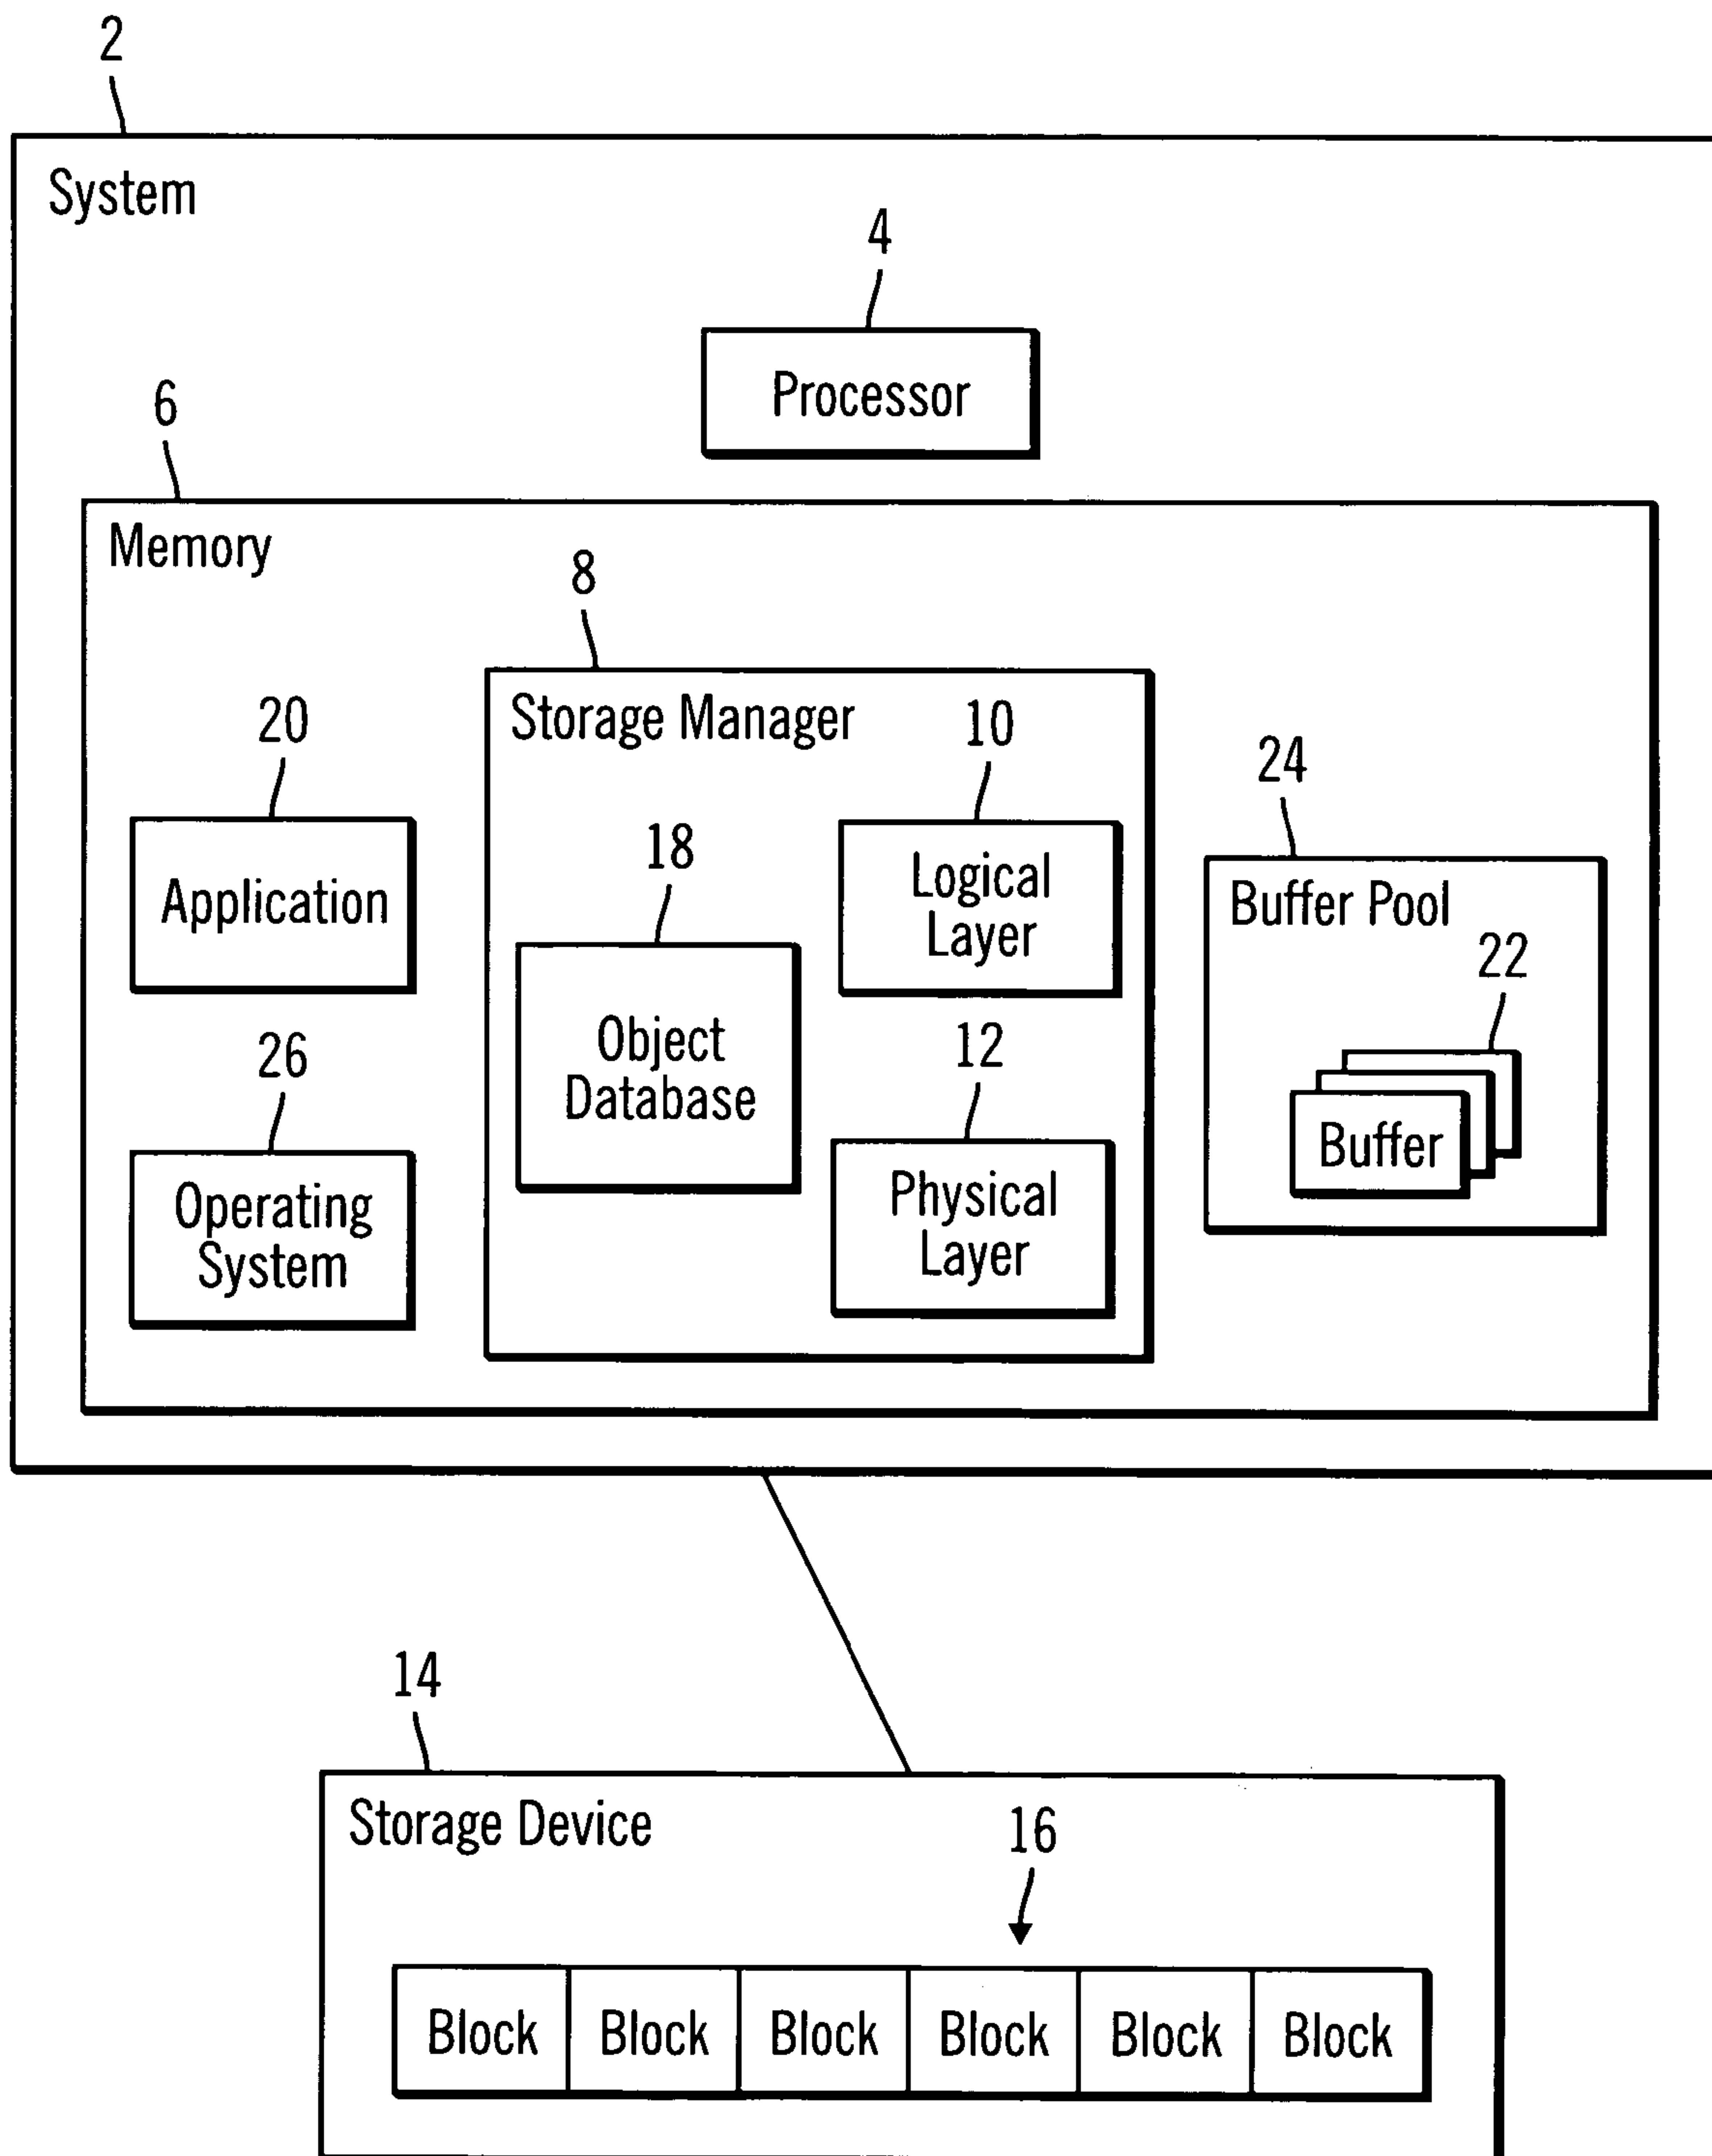 2
System
4
Processor
6
Memory
8
Storage Manager
20
Application
18
Object
Database
10
Logical
Layer
24
Buffer Pool
22
Buffer
26
Operating
System
12
Physical
Layer
14
Storage Device
16
Block Block Block Block Block Block